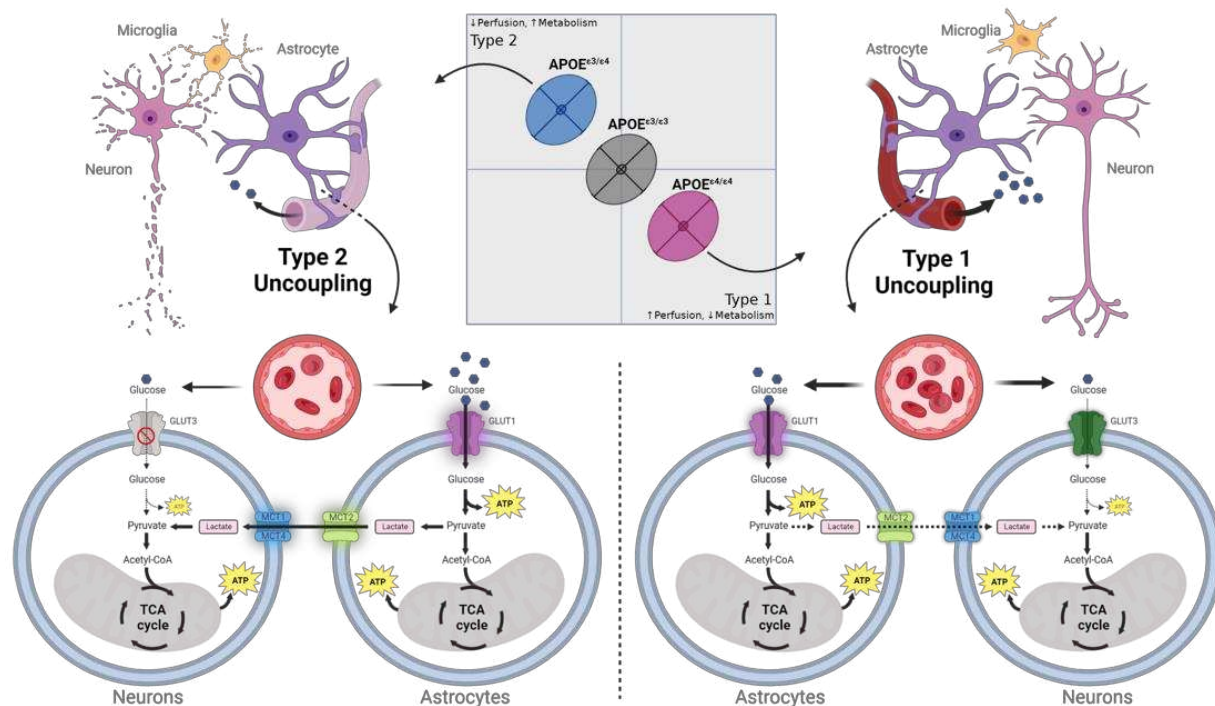 Microglia
Astrocyte
Neuron
Type 2
Uncoupling
↓Perfusion, ↑Metabolism
Type 2
APOE^ε3/ε4
APOE^ε3/ε3
APOE^ε4/ε4
Type 1
↑Perfusion, ↓Metabolism
Microglia
Astrocyte
Neuron
Type 1
Uncoupling
Glucose
GLUT3
Glucose
ATP
Pyruvate
Lactate
MCT1
MCT4
Acetyl-CoA
ATP
TCA
cycle
Neurons
Glucose
GLUT1
Glucose
ATP
MCT2
Lactate
Pyruvate
Acetyl-CoA
ATP
TCA
cycle
Astrocytes
Glucose
GLUT1
Glucose
ATP
Pyruvate
Lactate
MCT2
Acetyl-CoA
ATP
TCA
cycle
Astrocytes
Glucose
GLUT3
Glucose
ATP
MCT1
MCT4
Lactate
Pyruvate
Acetyl-CoA
ATP
TCA
cycle
Neurons